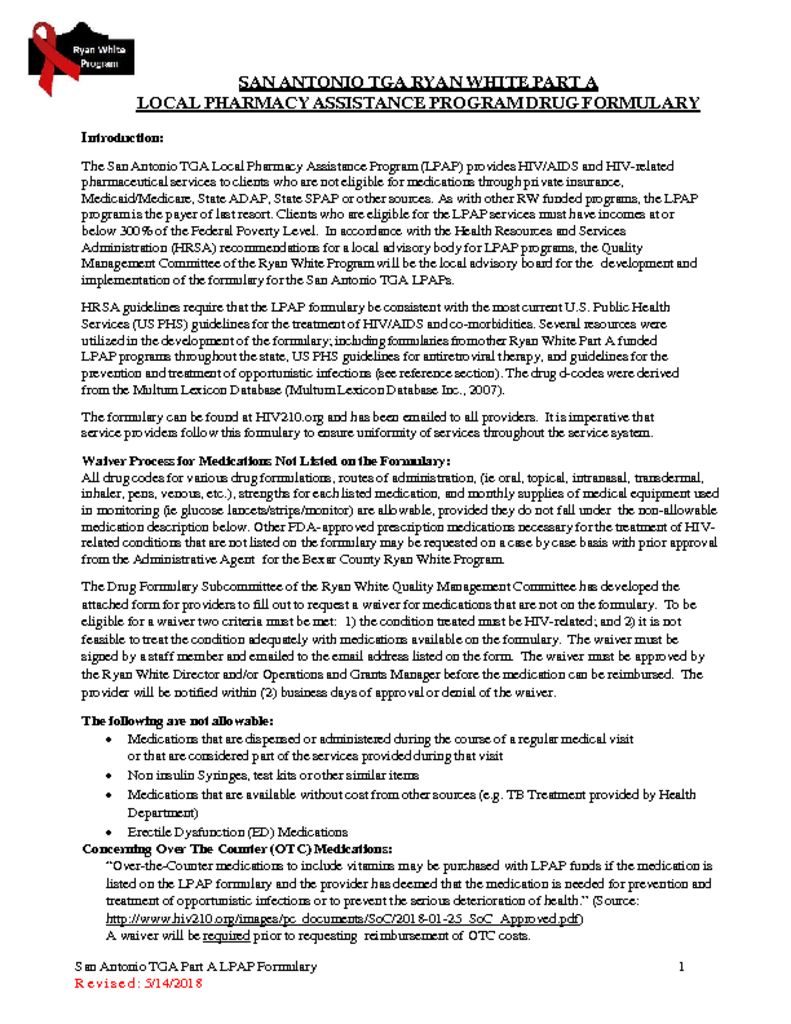 Ryan White
Program
SAN ANTONIO TGA RYAN WHITE PART A
LOCAL PHARMACY ASSISTANCE PROGRAM DRUG FORMULARY
Introduction:
The San Antonio TGA Local Pharmacy Assistance Program (LPAP) provides HIV/AIDS and HIV-related
pharmaceutical services to clients who are not eligible for medications through private insurance,
Medicaid/Medicare, State ADAP, State SPAP or other sources. As with other RW funded programs, the LPAP
program is the payer of last resort. Clients who are eligible for the LPAP services must have incomes at or
below 300% of the Federal Poverty Level. In accordance with the Health Resources and Services
Administration (HRSA) recommendations for a local advisory body for LPAP programs, the Quality
Management Committee of the Ryan White Program will be the local advisory board for the development and
implementation of the formulary for the San Antonio TGA LPAPs.
HRSA guidelines require that the LPAP formulary be consistent with the most current U.S. Public Health
Services (US PHS) guidelines for the treatment of HIV/AIDS and co-morbidities. Several resources were
utilized in the development of the formulary; including formularies from other Ryan White Part A funded
LPAP programs throughout the state, US PHS guidelines for antiretroviral therapy, and guidelines for the
prevention and treatment of opportunistic infections (see reference section). The drug d-codes were derived
from the Multum Lexicon Database (Multum Lexicon Database Inc., 2007).
The formulary can be found at HIV210.org and has been emailed to all providers. It is imperative that
service providers follow this formulary to ensure uniformity of services throughout the service system.
Waiver Process for Medications Not Listed on the Formulary:
All drug codes for various drug formulations, routes of administration, (ie oral, topical, intranasal, transdermal,
inhaler, pens, venous, etc.), strengths for each listed medication, and monthly supplies of medical equipment used
in monitoring (ie glucose lancets/strips/monitor) are allowable, provided they do not fall under the non-allowable
medication description below. Other FDA-approved prescription medications necessary for the treatment of HIV-
related conditions that are not listed on the formulary may be requested on a case by case basis with prior approval
from the Administrative Agent for the Bexar County Ryan White Program.
The Drug Formulary Subcommittee of the Ryan White Quality Management Committee has developed the
attached form for providers to fill out to request a waiver for medications that are not on the formulary. To be
eligible for a waiver two criteria must be met: 1) the condition treated must be HIV-related; and 2) it is not
feasible to treat the condition adequately with medications available on the formulary. The waiver must be
signed by a staff member and emailed to the email address listed on the form. The waiver must be approved by
the Ryan White Director and/or Operations and Grants Manager before the medication can be reimbursed. The
provider will be notified within (2) business days of approval or denial of the waiver.
The following are not allowable:
• Medications that are dispensed or administered during the course of a regular medical visit
or that are considered part of the services provided during that visit
• Non insulin Syringes, test kits or other similar items
• Medications that are available without cost from other sources (e.g. TB Treatment provided by Health
Department)
• Erectile Dysfunction (ED) Medications
Concerning Over The Counter (OTC) Medications:
“Over-the-Counter medications to include vitamins may be purchased with LPAP funds if the medication is
listed on the LPAP formulary and the provider has deemed that the medication is needed for prevention and
treatment of opportunistic infections or to prevent the serious deterioration of health.” (Source:
http://www.hiv210.org/images/pc_documents/SoC/2018-01-25_SoC_Approved.pdf)
A waiver will be required prior to requesting reimbursement of OTC costs.
San Antonio TGA Part A LPAP Formulary 1
Revised: 5/14/2018